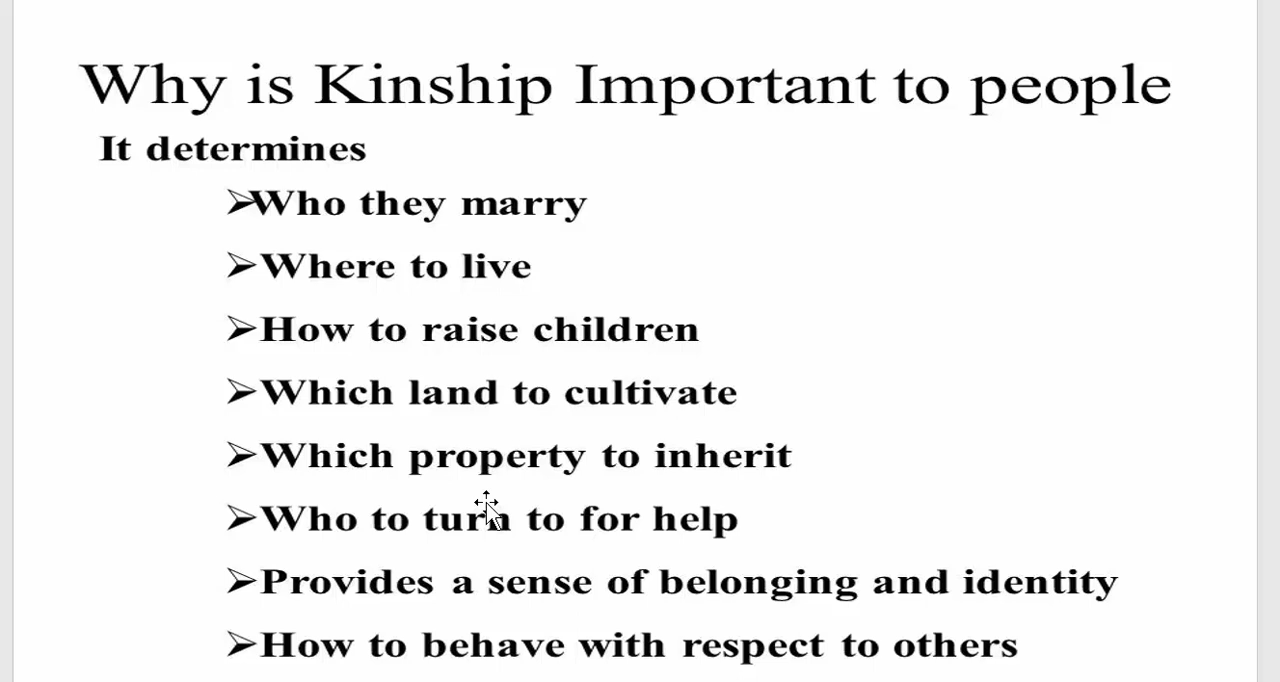 Why is Kinship Important to people
It determines
➢Who they marry
➢Where to live
➢How to raise children
➢Which land to cultivate
➢Which property to inherit
➢Who to turn to for help
➢Provides a sense of belonging and identity
➢How to behave with respect to others